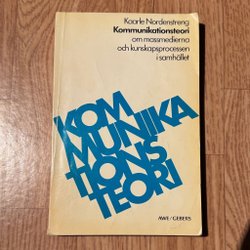 Kaarle Nordenstreng
Kommunikationsteori
om massmedierna
och kunskapsprocessen
i samhället
KOM
MUNIKA
TIONS
TEORI
AWE/GEBERS